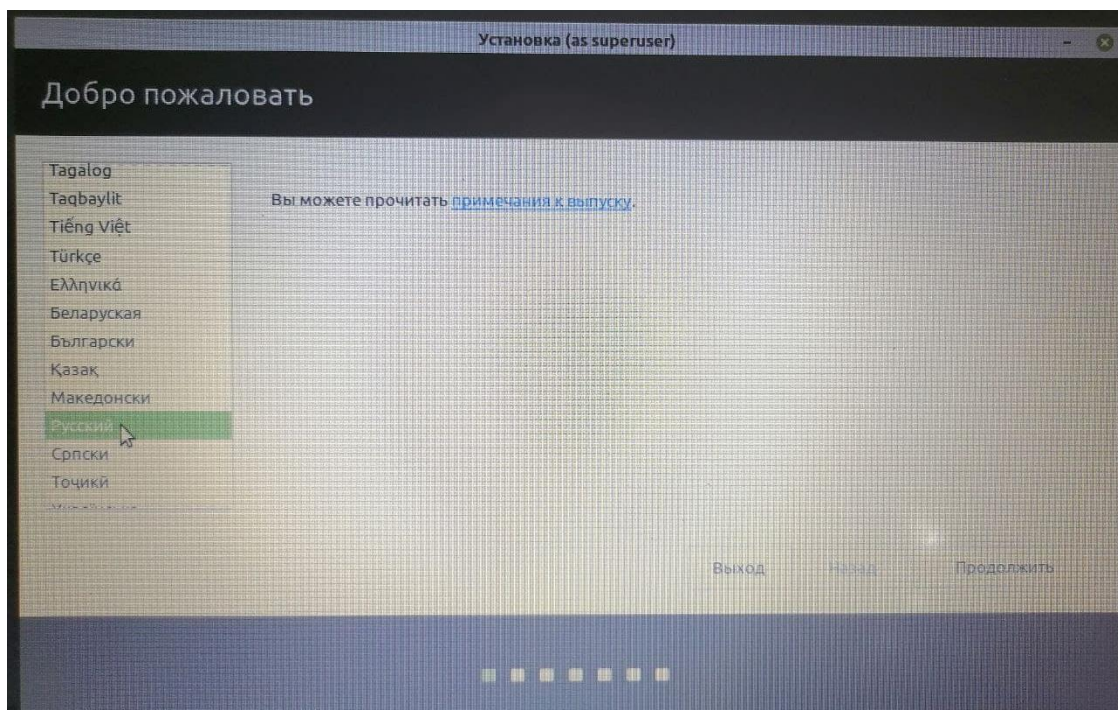 Установка (as superuser)
Добро пожаловать
Tagalog
Taqbaylit
Tiếng Việt
Türkçe
Ελληνικά
Беларуская
Български
Қазақ
Македонски
Русский
Српски
Тоҷикӣ
Вы можете прочитать примечания к выпуску.
Выход
Назад
Продолжить